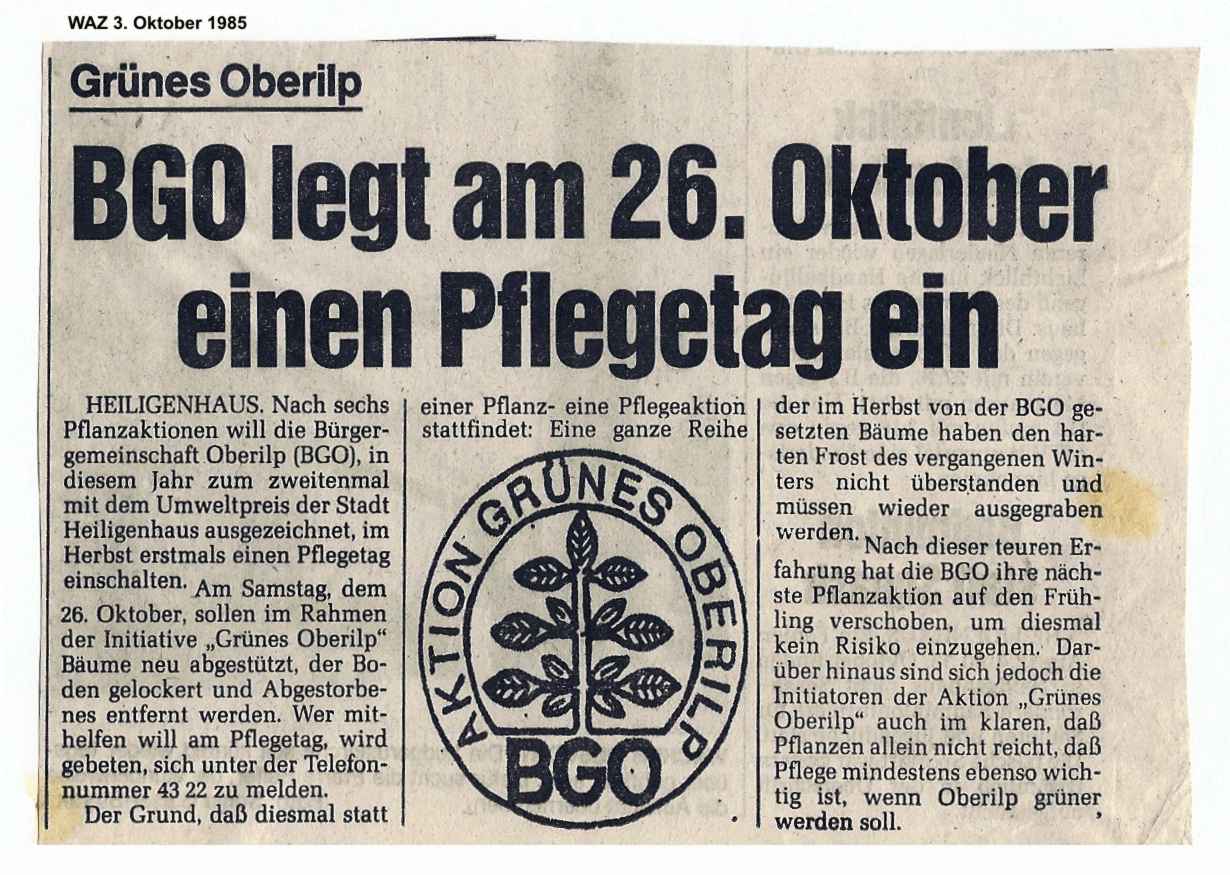 WAZ 3. Oktober 1985
Grünes Oberilp
BGO legt am 26. Oktober
einen Pflegetag ein
HEILIGENHAUS. Nach sechs
Pflanzaktionen will die Bürger-
gemeinschaft Oberilp (BGO), in
diesem Jahr zum zweitenmal
mit dem Umweltpreis der Stadt
Heiligenhaus ausgezeichnet, im
Herbst erstmals einen Pflegetag
einschalten. Am Samstag, dem
26. Oktober, sollen im Rahmen
der Initiative „Grünes Oberilp“
Bäume neu abgestützt, der Bo-
den gelockert und Abgestorbe-
nes entfernt werden. Wer mit-
helfen will am Pflegetag, wird
gebeten, sich unter der Telefon-
nummer 43 22 zu melden.
Der Grund, daß diesmal statt
einer Pflanz- eine Pflegeaktion
stattfindet: Eine ganze Reihe
AKTION GRÜNES OBERILP
BGO
der im Herbst von der BGO ge-
setzten Bäume haben den har-
ten Frost des vergangenen Win-
ters nicht überstanden und
müssen wieder ausgegraben
werden. Nach dieser teuren Er-
fahrung hat die BGO ihre näch-
ste Pflanzaktion auf den Früh-
ling verschoben, um diesmal
kein Risiko einzugehen. Dar-
über hinaus sind sich jedoch die
Initiatoren der Aktion „Grünes
Oberilp“ auch im klaren, daß
Pflanzen allein nicht reicht, daß
Pflege mindestens ebenso wich-
tig ist, wenn Oberilp grüner
werden soll.